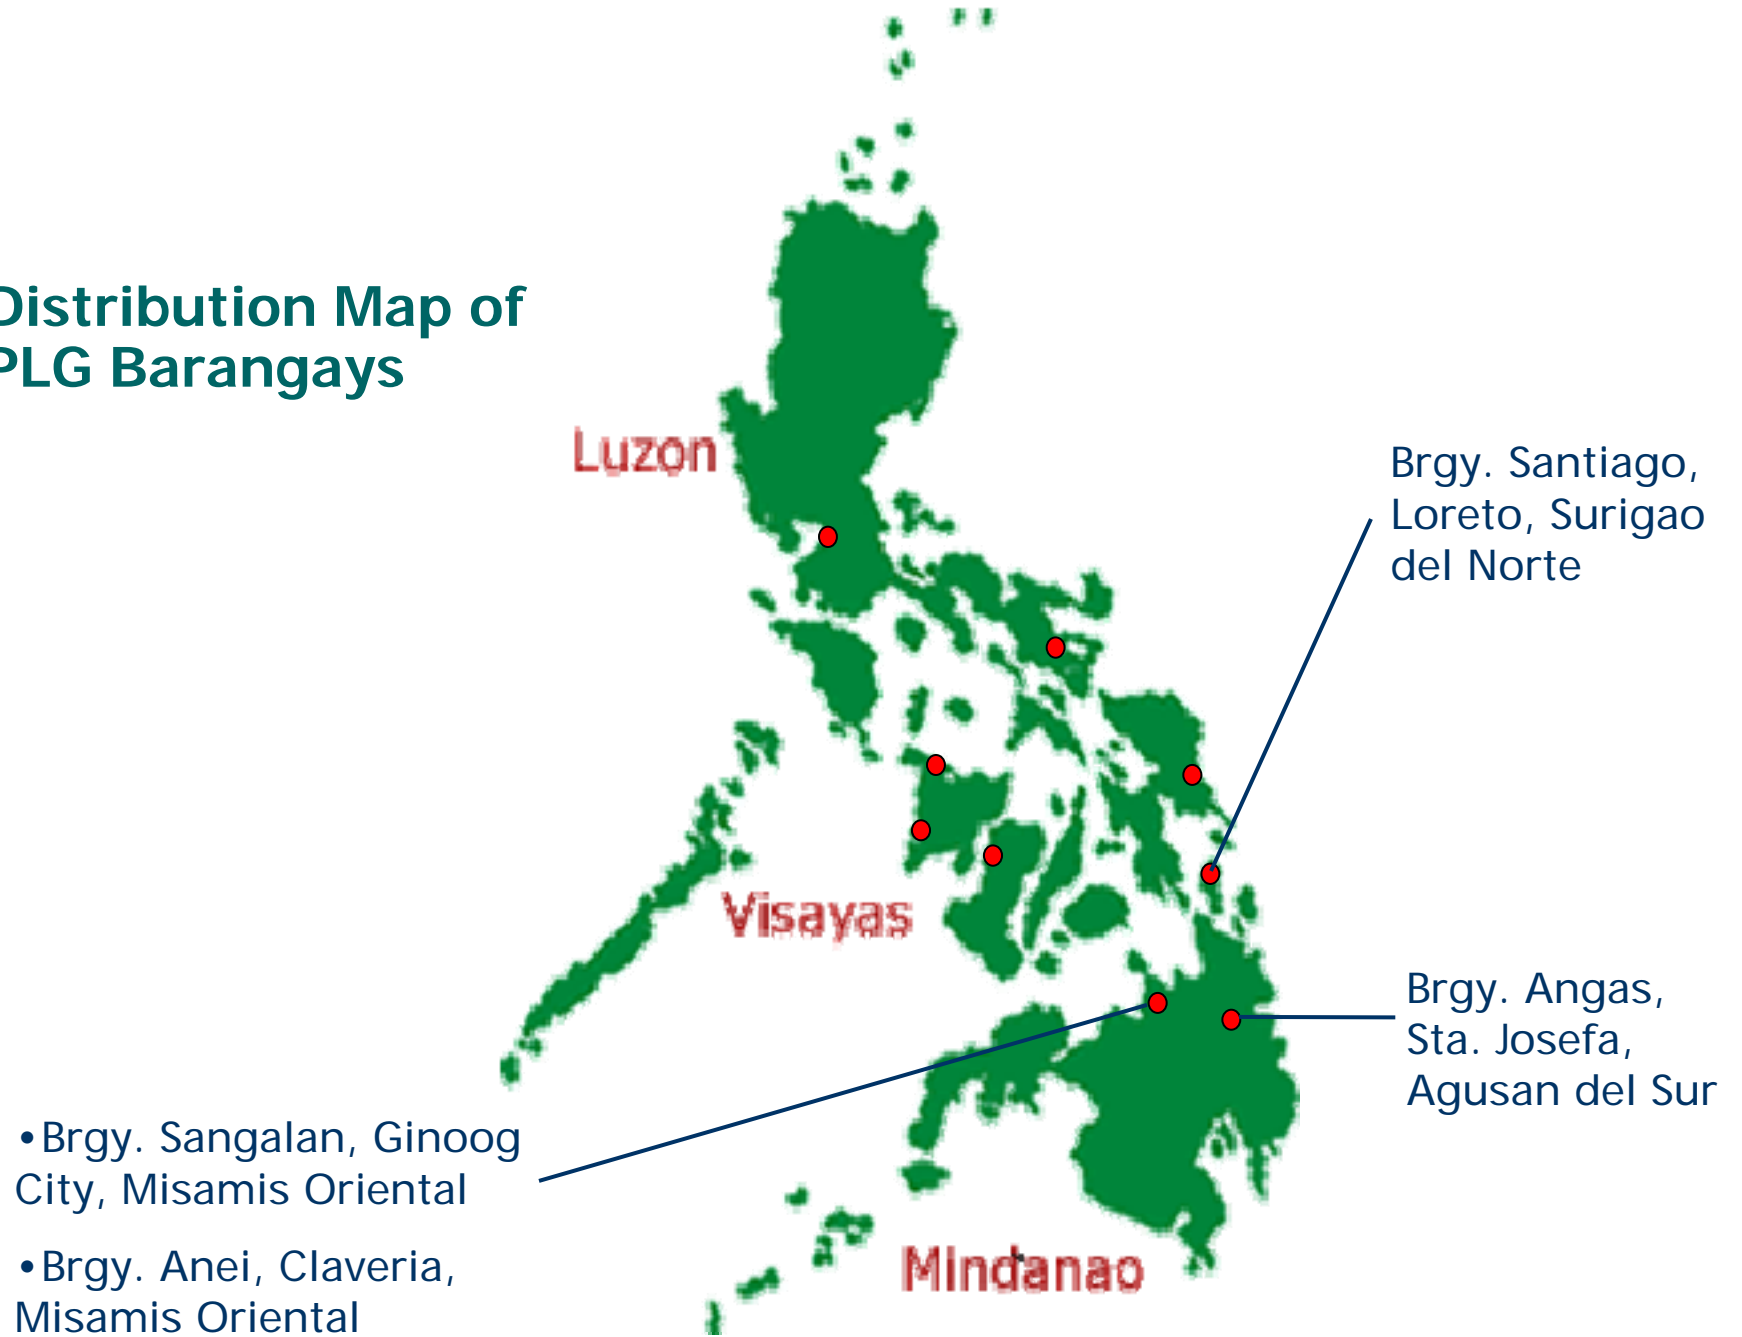 Distribution Map of
PLG Barangays
Luzon
Brgy. Santiago,
Loreto, Surigao
del Norte
Visayas
Brgy. Angas,
Sta. Josefa,
Agusan del Sur
•Brgy. Sangalan, Ginoog
City, Misamis Oriental
•Brgy. Anei, Claveria,
Misamis Oriental
Mindanao